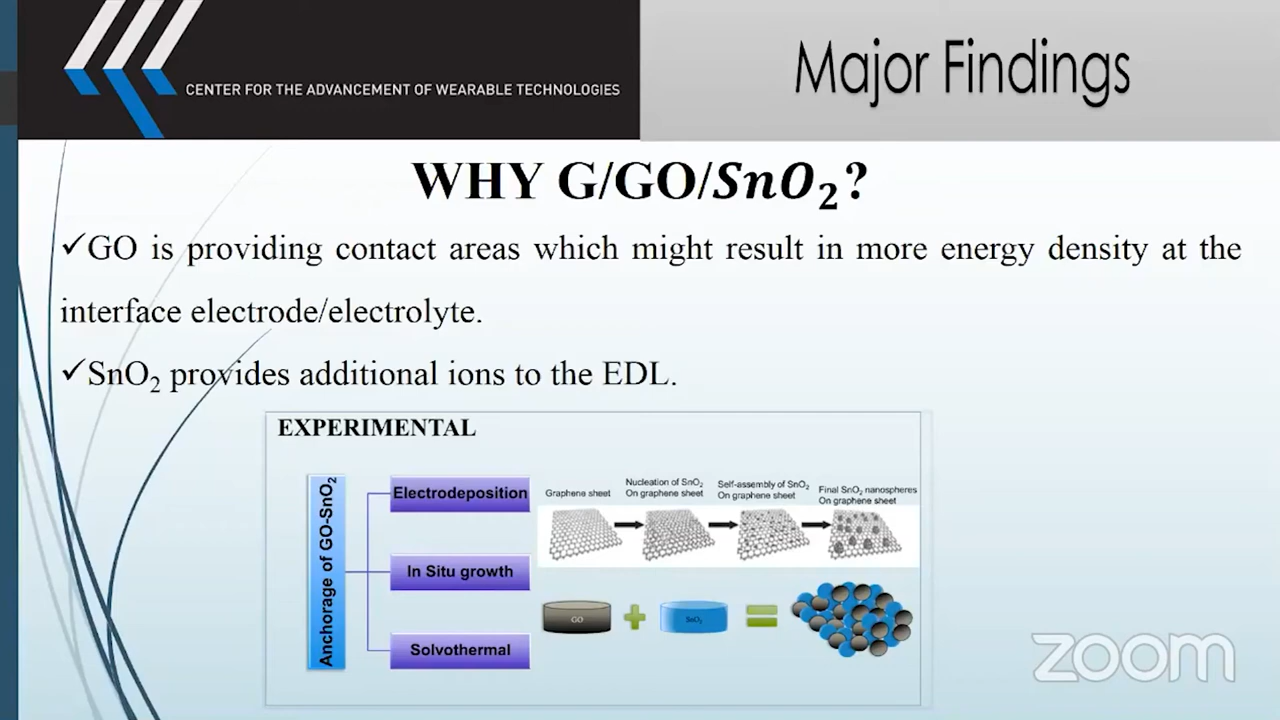 CENTER FOR THE ADVANCEMENT OF WEARABLE TECHNOLOGIES
Major Findings
WHY G/GO/SnO₂?
✓GO is providing contact areas which might result in more energy density at the
interface electrode/electrolyte.
✓SnO₂ provides additional ions to the EDL.
EXPERIMENTAL
Anchorage of GO-SnO₂
Electrodeposition
In Situ growth
Solvothermal
Graphene sheet
Nucleation of SnO₂
On graphene sheet
Self-assembly of SnO₂
On graphene sheet
Final SnO₂ nanospheres
On graphene sheet
GO
SnO₂
zoom